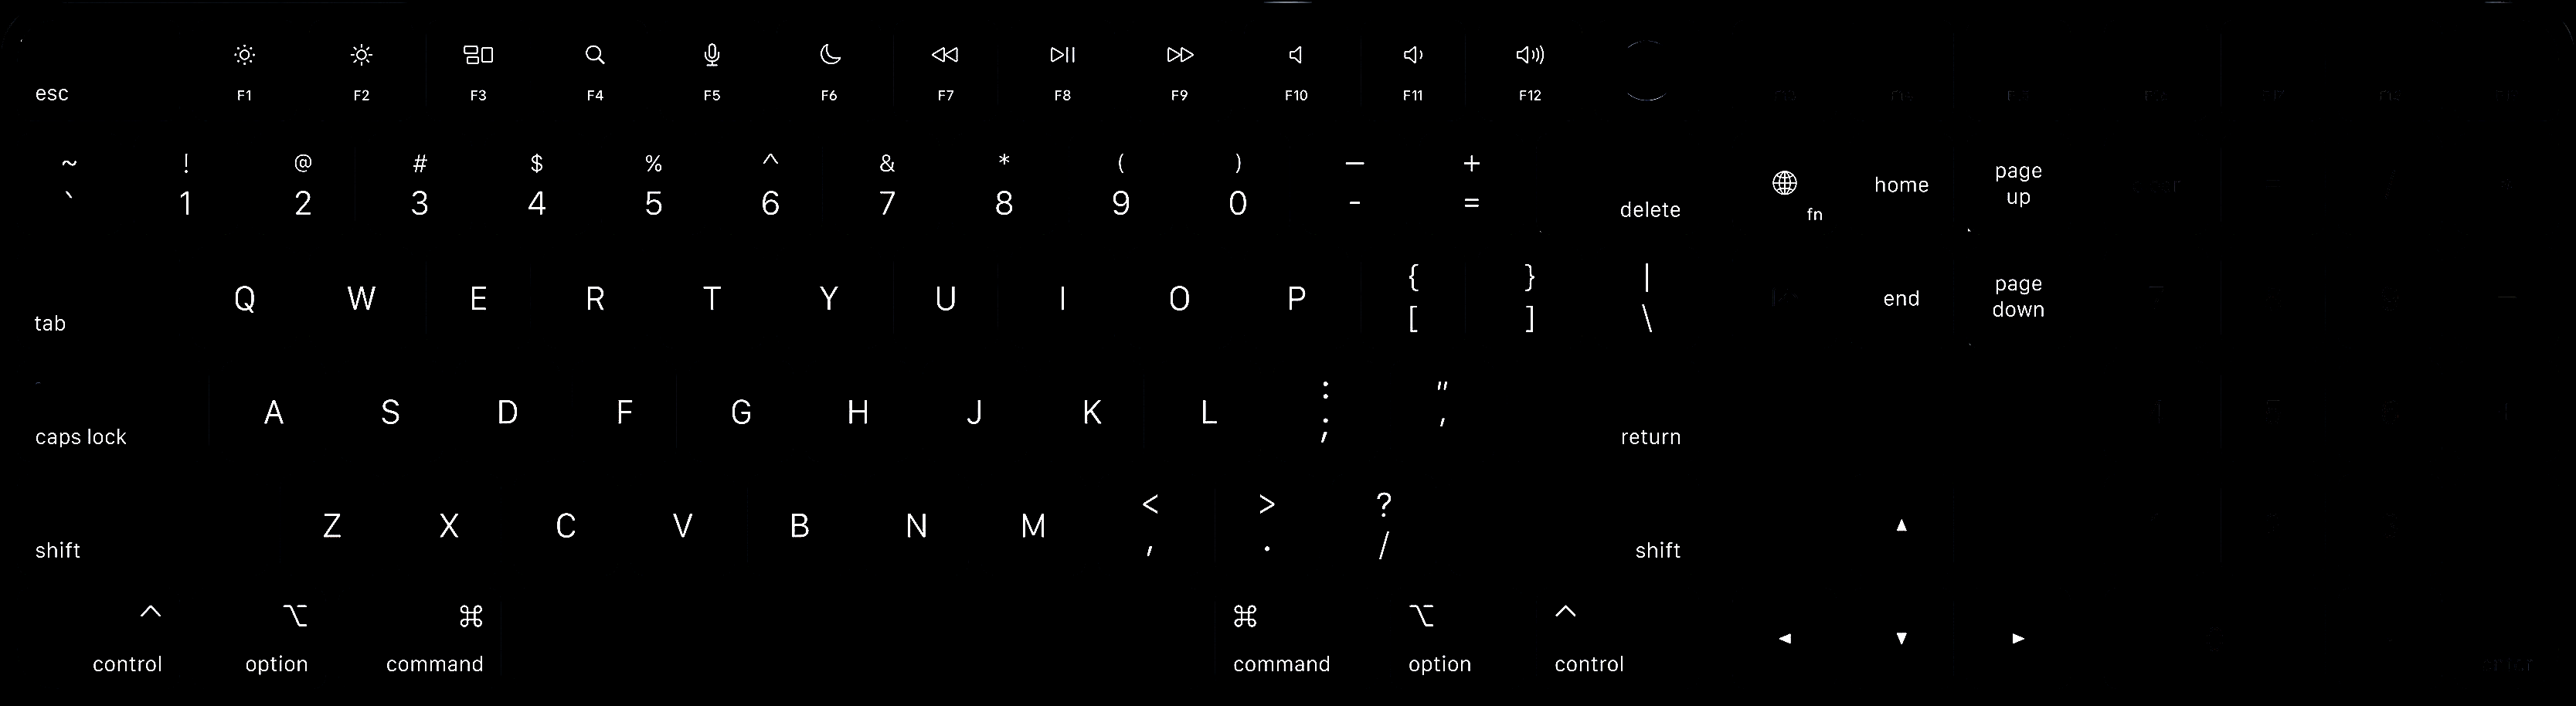 esc F1 F2 F3 F4 F5 F6 F7 F8 F9 F10 F11 F12
~ ! @ # $ % ^ & * ( ) — +
` 1 2 3 4 5 6 7 8 9 0 - = delete fn home page up
tab Q W E R T Y U I O P { } |
[ ] \ end page down
caps lock A S D F G H J K L : "
; ' return
shift Z X C V B N M < > ?
, . / shift ▲
^ ⌥ ⌘ ⌘ ⌥ ^
control option command command option control ◀ ▼ ▶